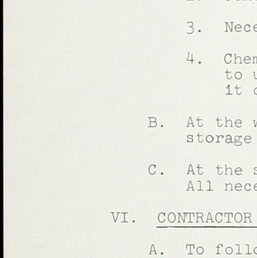 3. Nece
4. Chem
to u
it
B. At the w
storage
C. At the s
All nece
VI. CONTRACTOR
A. To follo